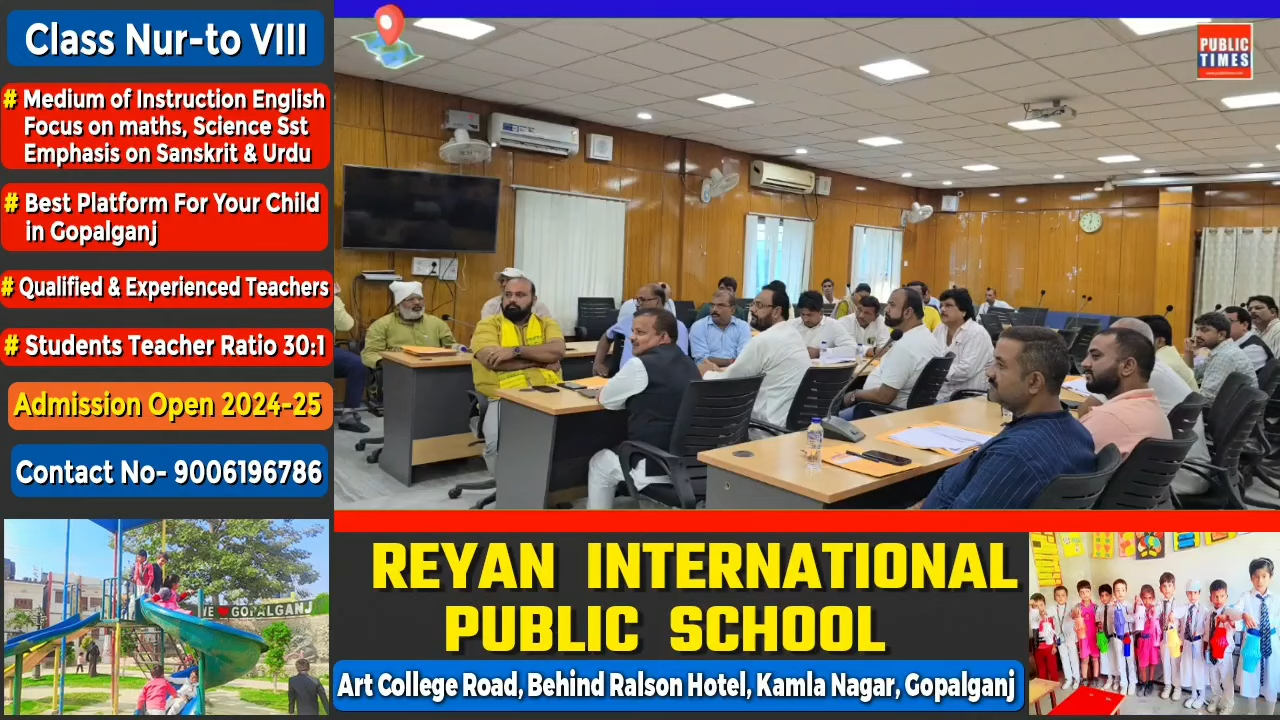 Class Nur-to VIII
# Medium of Instruction English
Focus on maths, Science Sst
Emphasis on Sanskrit & Urdu
# Best Platform For Your Child
in Gopalganj
# Qualified & Experienced Teachers
# Students Teacher Ratio 30:1
Admission Open 2024-25
Contact No- 9006196786
PUBLIC
TIMES
GOPALGANJ
REYAN INTERNATIONAL
PUBLIC SCHOOL
Art College Road, Behind Ralson Hotel, Kamla Nagar, Gopalganj